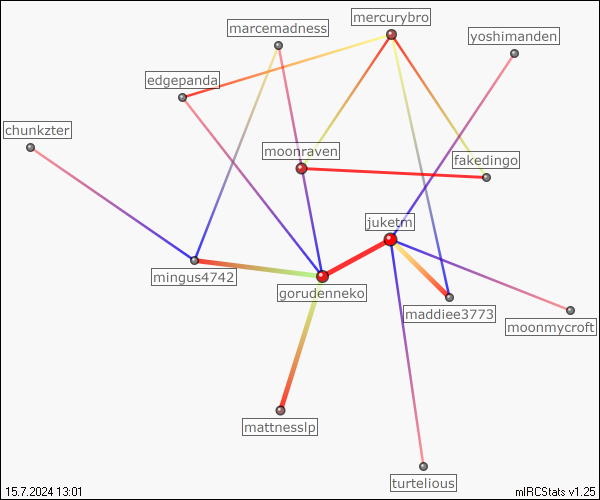 mercurybro
marcemadness
yoshimanden
edgepanda
chunkzter
moonraven
fakedingo
juketm
mingus4742
gorudenneko
maddiee3773
moonmycroft
mattnesslp
turtelious
15.7.2024 13:01
mIRCStats v1.25